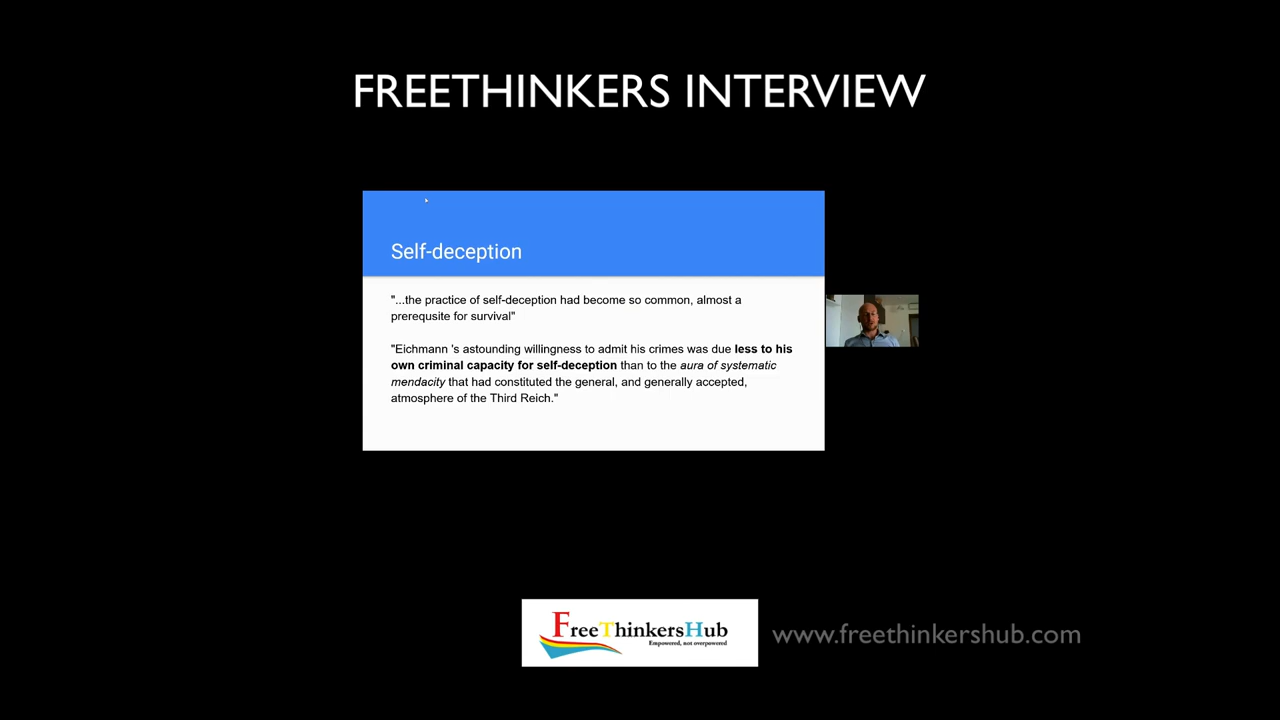 FREETHINKERS INTERVIEW
Self-deception
"...the practice of self-deception had become so common, almost a
prerequsite for survival"
"Eichmann 's astounding willingness to admit his crimes was due less to his
own criminal capacity for self-deception than to the aura of systematic
mendacity that had constituted the general, and generally accepted,
atmosphere of the Third Reich."
FreeThinkersHub
Empowered, not overpowered
www.freethinkershub.com